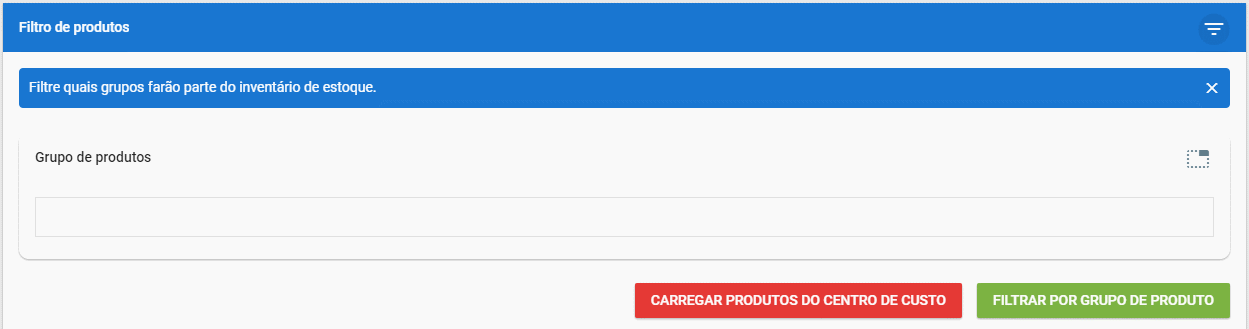 Filtro de produtos
Filtre quais grupos farão parte do inventário de estoque.
Grupo de produtos
CARREGAR PRODUTOS DO CENTRO DE CUSTO
FILTRAR POR GRUPO DE PRODUTO